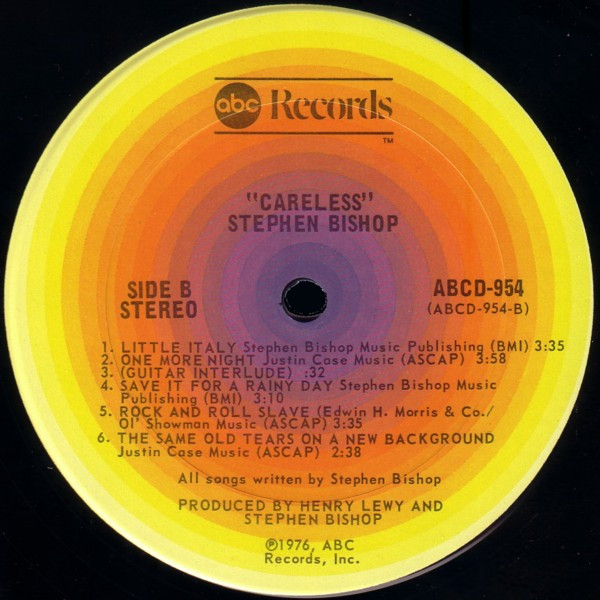 abc Records
TM
"CARELESS"
STEPHEN BISHOP
SIDE B
STEREO
ABCD-954
(ABCD-954-B)
1. LITTLE ITALY Stephen Bishop Music Publishing (BMI) 3:35
2. ONE MORE NIGHT Justin Case Music (ASCAP) 3:58
3. (GUITAR INTERLUDE) :32
4. SAVE IT FOR A RAINY DAY Stephen Bishop Music
Publishing (BMI) 3:10
5. ROCK AND ROLL SLAVE (Edwin H. Morris & Co./
Ol' Showman Music (ASCAP) 3:35
6. THE SAME OLD TEARS ON A NEW BACKGROUND
Justin Case Music (ASCAP) 2:38
All songs written by Stephen Bishop
PRODUCED BY HENRY LEWY AND
STEPHEN BISHOP
℗1976, ABC
Records, Inc.